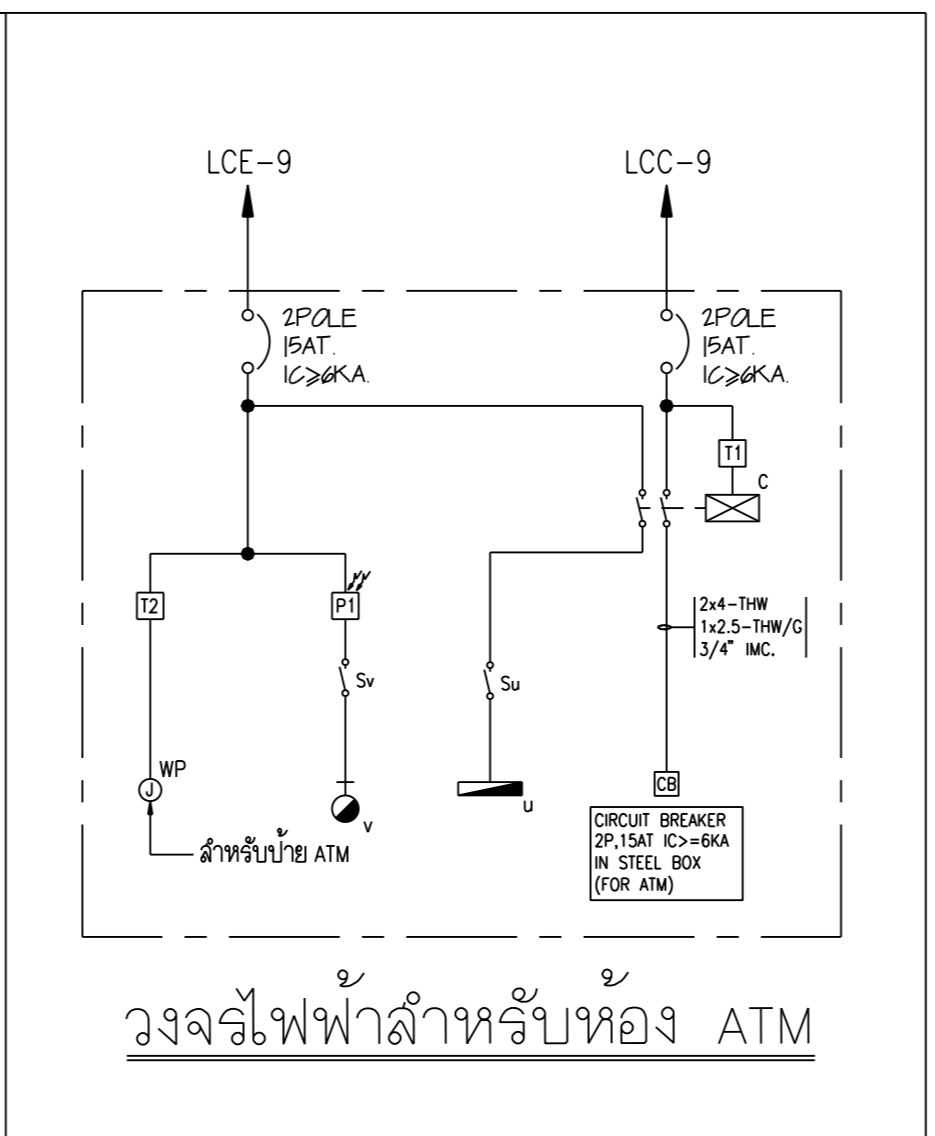 LCE-9
LCC-9
2POLE
15AT.
IC≥6KA.
2POLE
15AT.
IC≥6KA.
T1
C
T2
P1
2x4-THW
1x2.5-THW/G
3/4" IMC.
Sv
Su
WP
J
v
u
CB
สำหรับป้าย ATM
CIRCUIT BREAKER
2P,15AT IC>=6KA
IN STEEL BOX
(FOR ATM)
วงจรไฟฟ้าสำหรับห้อง ATM